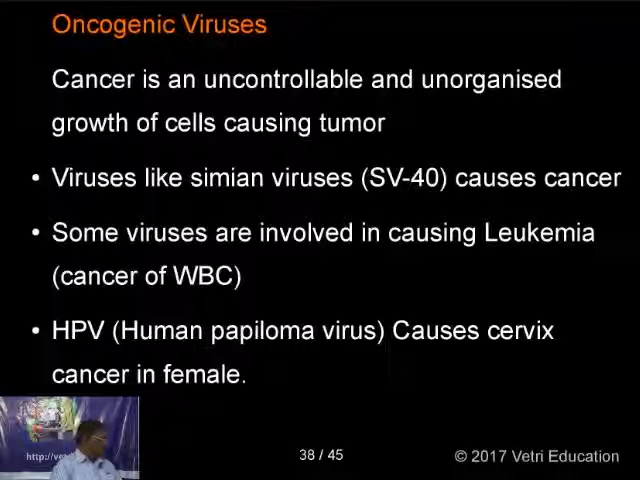 Oncogenic Viruses
Cancer is an uncontrollable and unorganised
growth of cells causing tumor
• Viruses like simian viruses (SV-40) causes cancer
• Some viruses are involved in causing Leukemia
(cancer of WBC)
• HPV (Human papiloma virus) Causes cervix
cancer in female.
http://vet
38 / 45
© 2017 Vetri Education